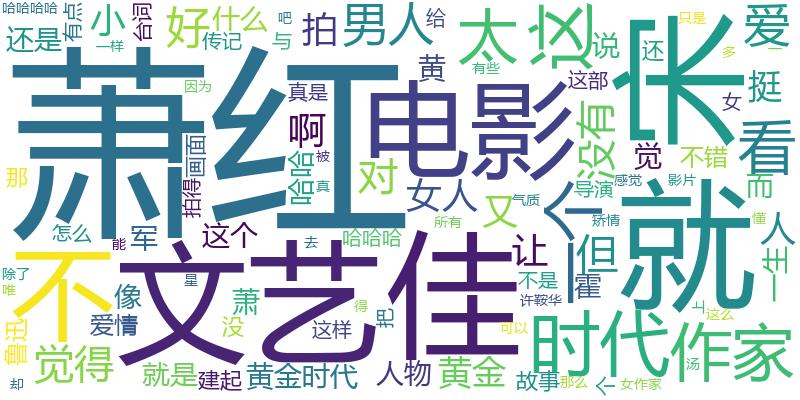 哈哈哈哈
有点
台词
好
什么
吧
给
拍
男人
太
这
说
只是
多
爱
小
还是
一样
传记
与
黄
有些
这部
还
女
挺
萧红
因为
真是
啊
电影
没有
长
看
那
画面
拍得
哈哈
被
真
对
女人
气质
又
导演
感觉
影片
觉
不错
而
懂
怎么
能
军
这个
去
哈哈哈
所有
让
个
矫情
但
霍
就
人
一生
除了
唯
不
像
星
文艺佳
萧
没
这样
得
把
不是
许鞍华
上
这么
鲁迅
爱情
可以
时代
作家
却
觉得
就是
建起
黄金时代
人物
黄金
故事
那么
个
女作家
汤